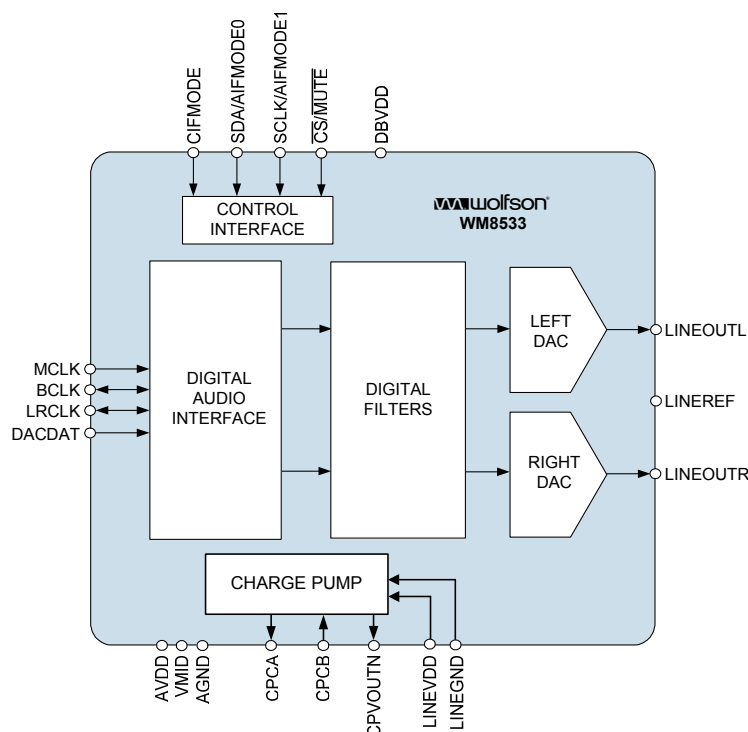 CIFMODE
SDA/AIFMODE0
SCLK/AIFMODE1
CS/MUTE
DBVDD
CONTROL
INTERFACE
wolfson®
WM8533
MCLK
BCLK
LRCLK
DACDAT
DIGITAL
AUDIO
INTERFACE
DIGITAL
FILTERS
LEFT
DAC
RIGHT
DAC
LINEOUTL
LINEREF
LINEOUTR
CHARGE PUMP
AVDD
VMID
AGND
CPCA
CPCB
CPVOUTN
LINEVDD
LINEGND